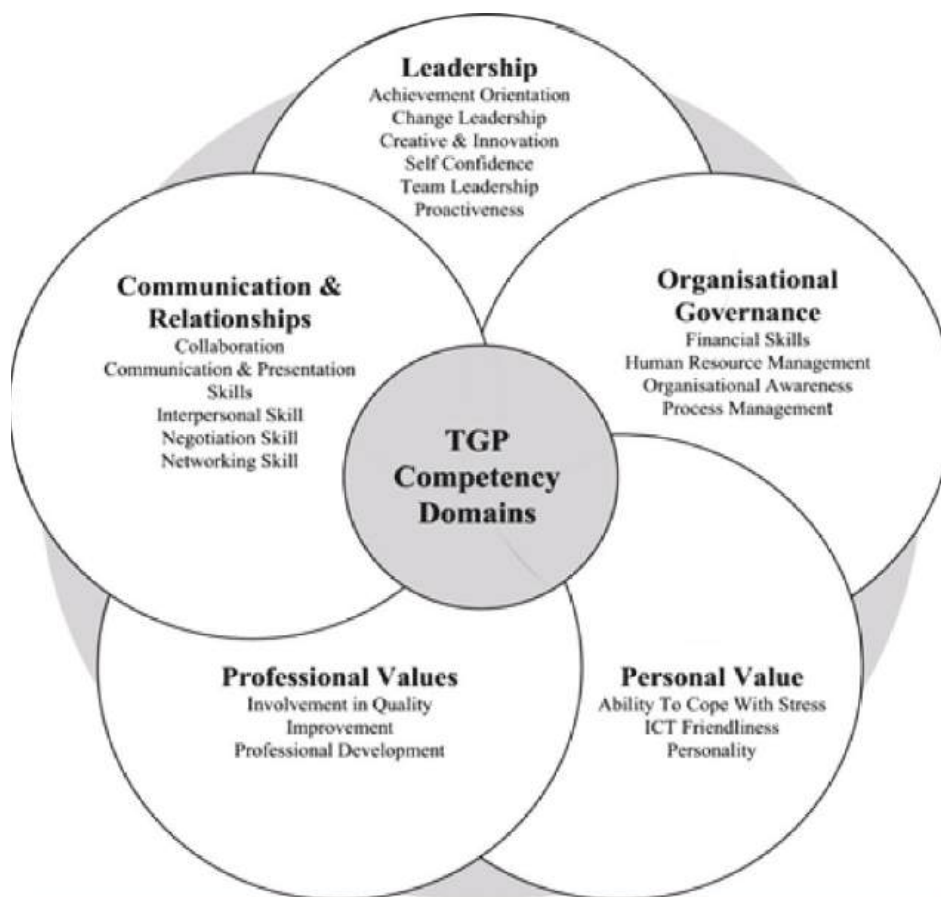 Leadership
Achievement Orientation
Change Leadership
Creative & Innovation
Self Confidence
Team Leadership
Proactiveness
Communication &
Relationships
Collaboration
Communication & Presentation
Skills
Interpersonal Skill
Negotiation Skill
Networking Skill
Organisational
Governance
Financial Skills
Human Resource Management
Organisational Awareness
Process Management
TGP
Competency
Domains
Professional Values
Involvement in Quality
Improvement
Professional Development
Personal Value
Ability To Cope With Stress
ICT Friendliness
Personality